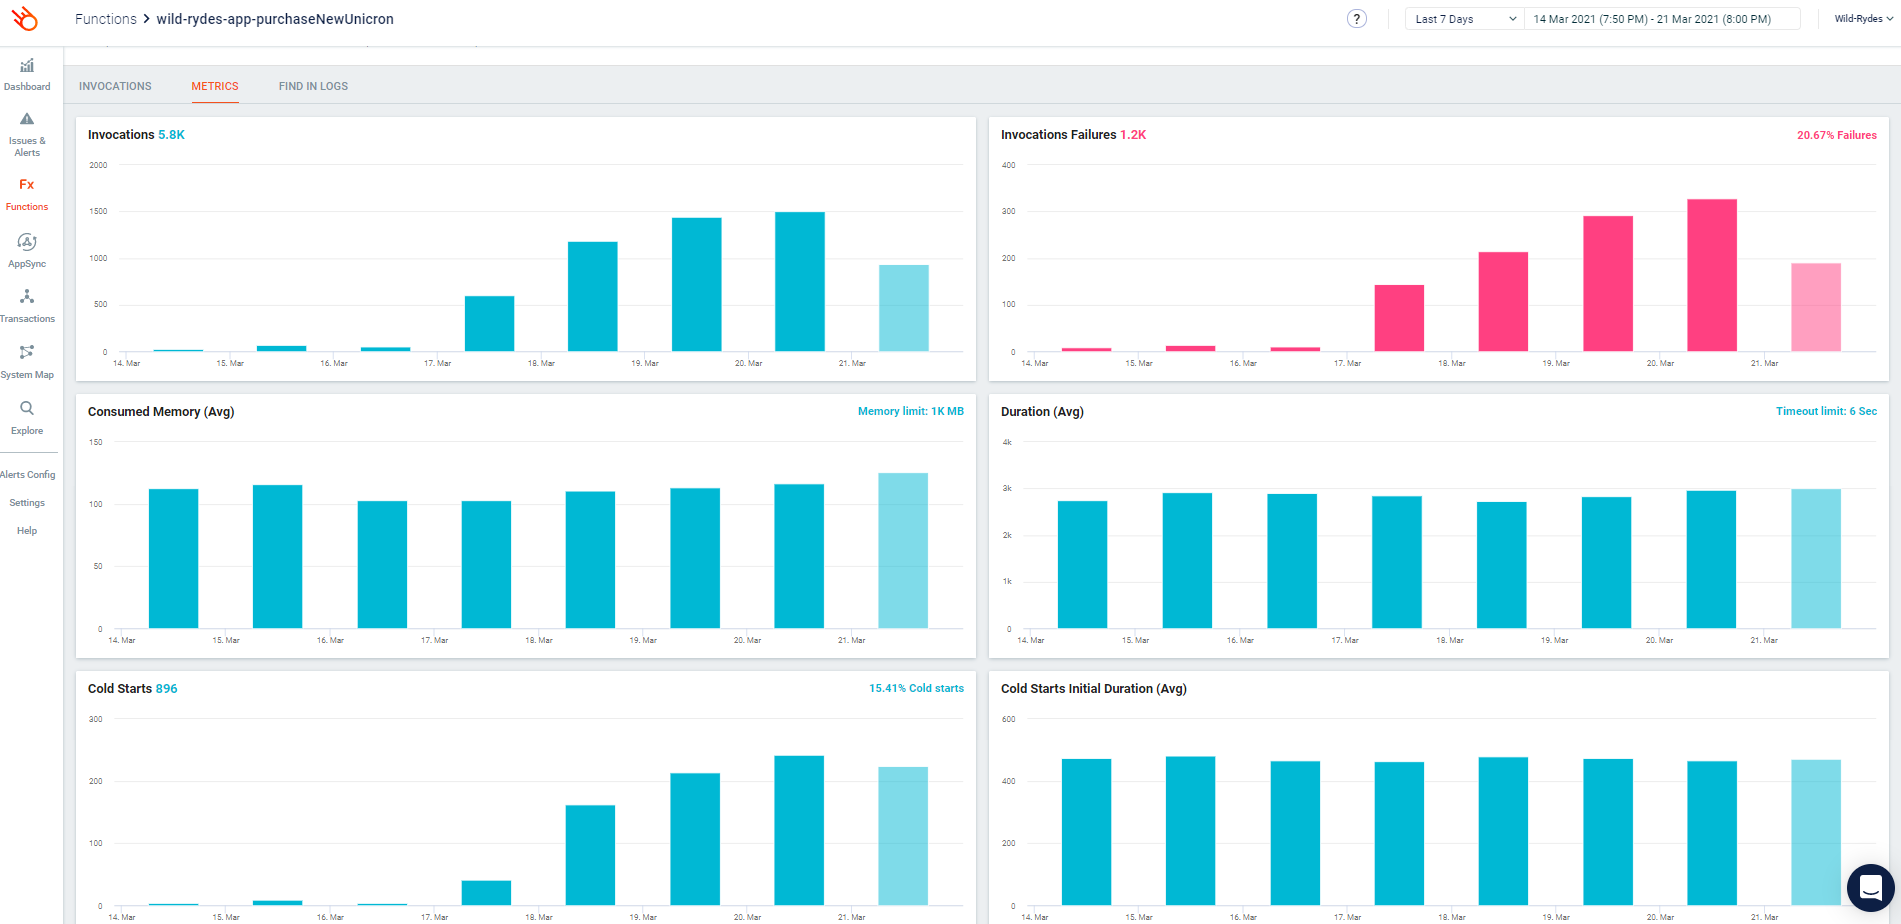 Functions > wild-rydes-app-purchaseNewUnicron
?
Last 7 Days
14 Mar 2021 (7:50 PM) - 21 Mar 2021 (8:00 PM)
Wild-Rydes
Dashboard
Issues &
Alerts
Fx
Functions
AppSync
Transactions
System Map
Explore
Alerts Config
Settings
Help
INVOCATIONS
METRICS
FIND IN LOGS
Invocations 5.8K
2000
1500
1000
500
0
14. Mar 15. Mar 16. Mar 17. Mar 18. Mar 19. Mar 20. Mar 21. Mar
Invocations Failures 1.2K
20.67% Failures
400
300
200
100
0
14. Mar 15. Mar 16. Mar 17. Mar 18. Mar 19. Mar 20. Mar 21. Mar
Consumed Memory (Avg)
Memory limit: 1K MB
150
100
50
0
14. Mar 15. Mar 16. Mar 17. Mar 18. Mar 19. Mar 20. Mar 21. Mar
Duration (Avg)
Timeout limit: 6 Sec
4k
3k
2k
1k
0
14. Mar 15. Mar 16. Mar 17. Mar 18. Mar 19. Mar 20. Mar 21. Mar
Cold Starts 896
15.41% Cold starts
300
200
100
0
14. Mar 15. Mar 16. Mar 17. Mar 18. Mar 19. Mar 20. Mar 21. Mar
Cold Starts Initial Duration (Avg)
600
400
200
0
14. Mar 15. Mar 16. Mar 17. Mar 18. Mar 19. Mar 20. Mar 21. Mar